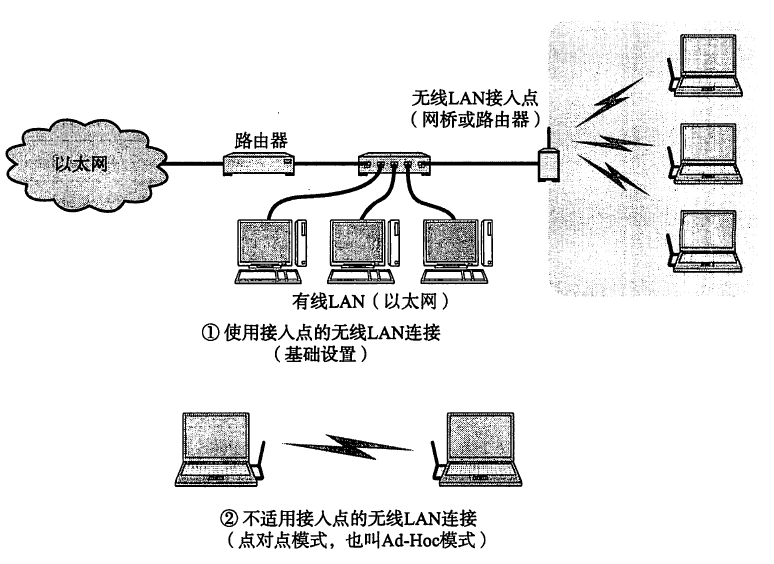 无线LAN接入点
（网桥或路由器）
路由器
以太网
有线LAN（以太网）
① 使用接入点的无线LAN连接
（基础设置）
② 不适用接入点的无线LAN连接
（点对点模式，也叫Ad-Hoc模式）